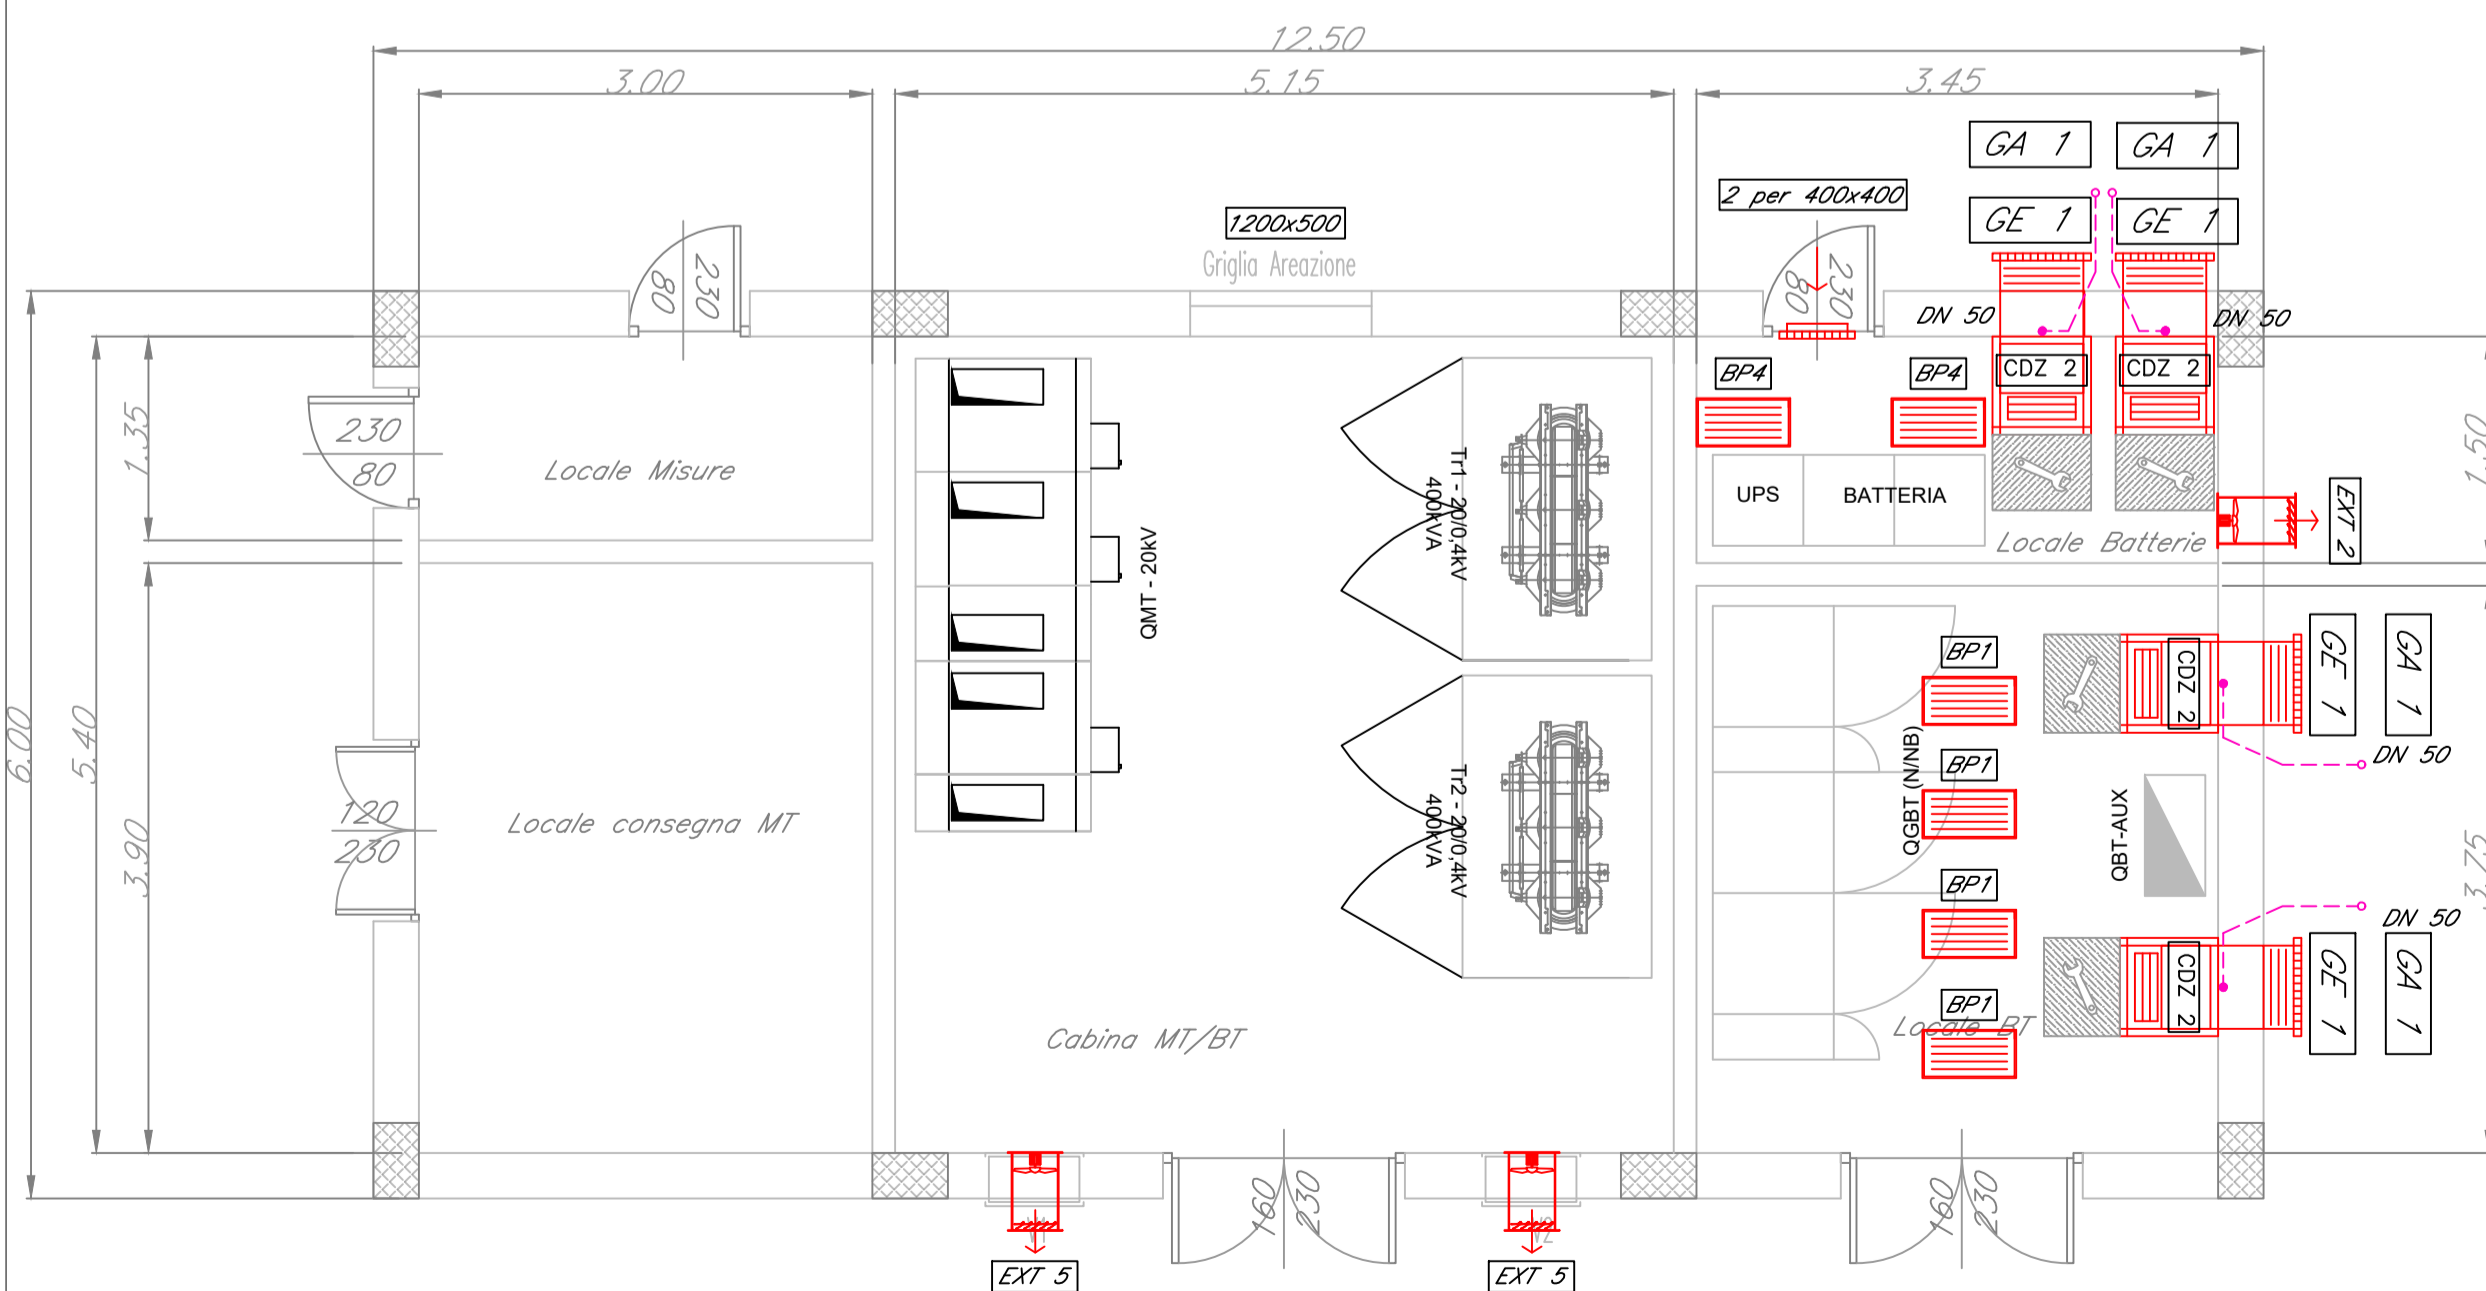 12.50
3.00
5.15
3.45
GA 1
GA 1
2 per 400x400
GE 1
GE 1
1200x500
Griglia Areazione
80
230
80
230
DN 50
DN 50
CDZ 2
CDZ 2
BP4
BP4
1.35
230
80
Locale Misure
UPS
BATTERIA
Locale Batterie
EXT 2
1.50
QMT - 20kV
Tr1 - 20/0,4kV
400kVA
BP1
CDZ 2
GE 1
GA 1
DN 50
6.00
5.40
3.90
120
230
Locale consegna MT
Tr2 - 20/0,4kV
400kVA
QGBT (N/NB)
BP1
QBT-AUX
3.75
BP1
DN 50
CDZ 2
GE 1
GA 1
BP1
Cabina MT/BT
Locale BT
160
230
160
230
V1
V2
EXT 5
EXT 5